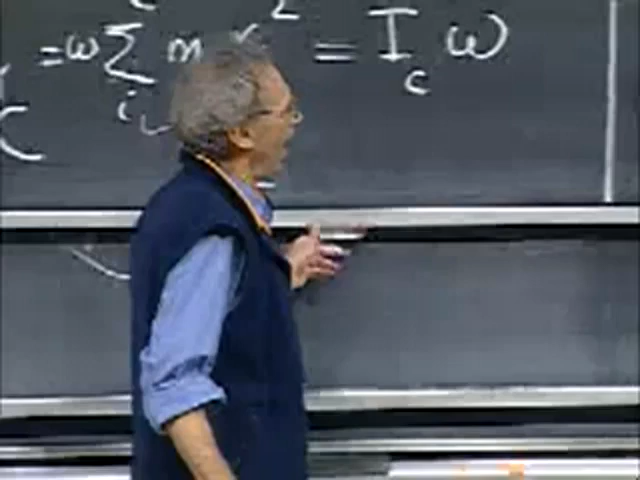 = ω Σ m r² = I_c ω
i